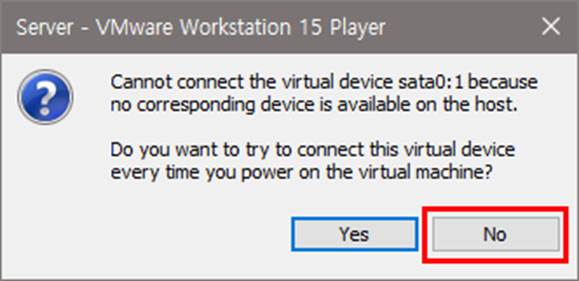 Server - VMware Workstation 15 Player
Cannot connect the virtual device sata0:1 because
no corresponding device is available on the host.
Do you want to try to connect this virtual device
every time you power on the virtual machine?
Yes
No